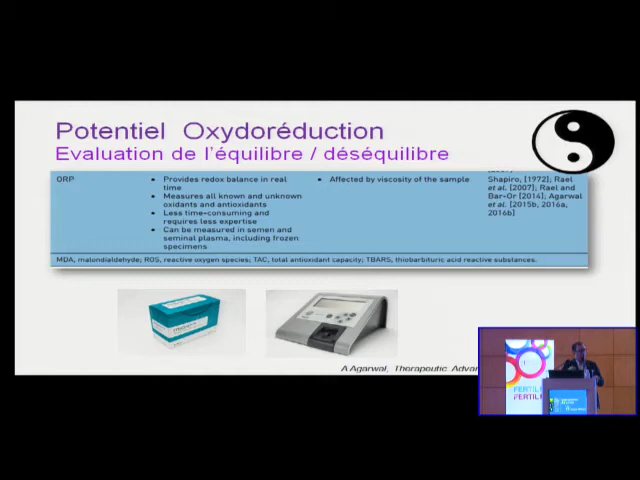 Potentiel Oxydoréduction
Evaluation de l'équilibre / déséquilibre
ORP
• Provides redox balance in real
time
• Measures all known and unknown
oxidants and antioxidants
• Less time-consuming and
requires less expertise
• Can be measured in semen and
seminal plasma, including frozen
specimens
• Affected by viscosity of the sample
Shapiro, [1972], Rael
et al. [2007]; Rael and
Bar-Or [2014]; Agarwal
et al. [2015b, 2016a,
2016b]
MDA, malondialdehyde; ROS, reactive oxygen species; TAC, total antioxidant capacity; TBARS, thiobarbituric acid reactive substances.
A Agarwal, Therapeutic Advan
FERTILI
FERTIL